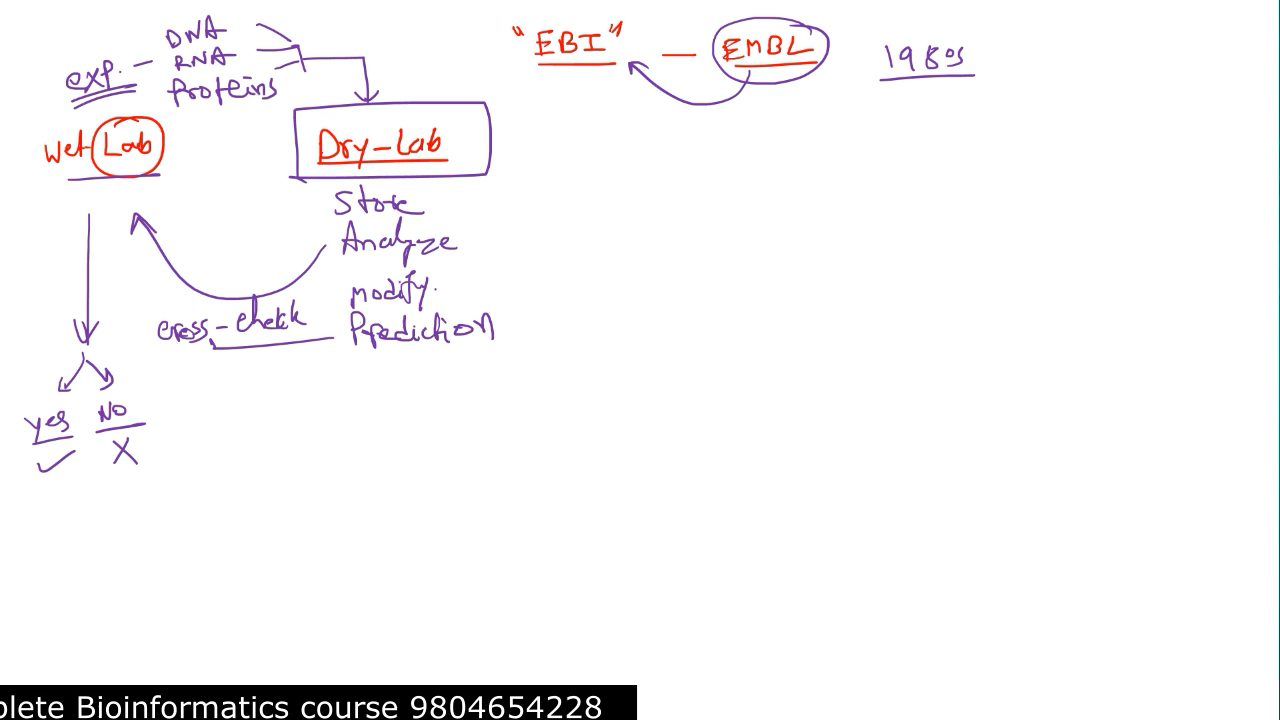 exp. - DNA
RNA
Proteins
Wet Lab
Dry-Lab
Store
Analyze
modify.
Prediction
cross-check
Yes No
✓ X
"EBI" - EMBL 1980s
plete Bioinformatics course 9804654228